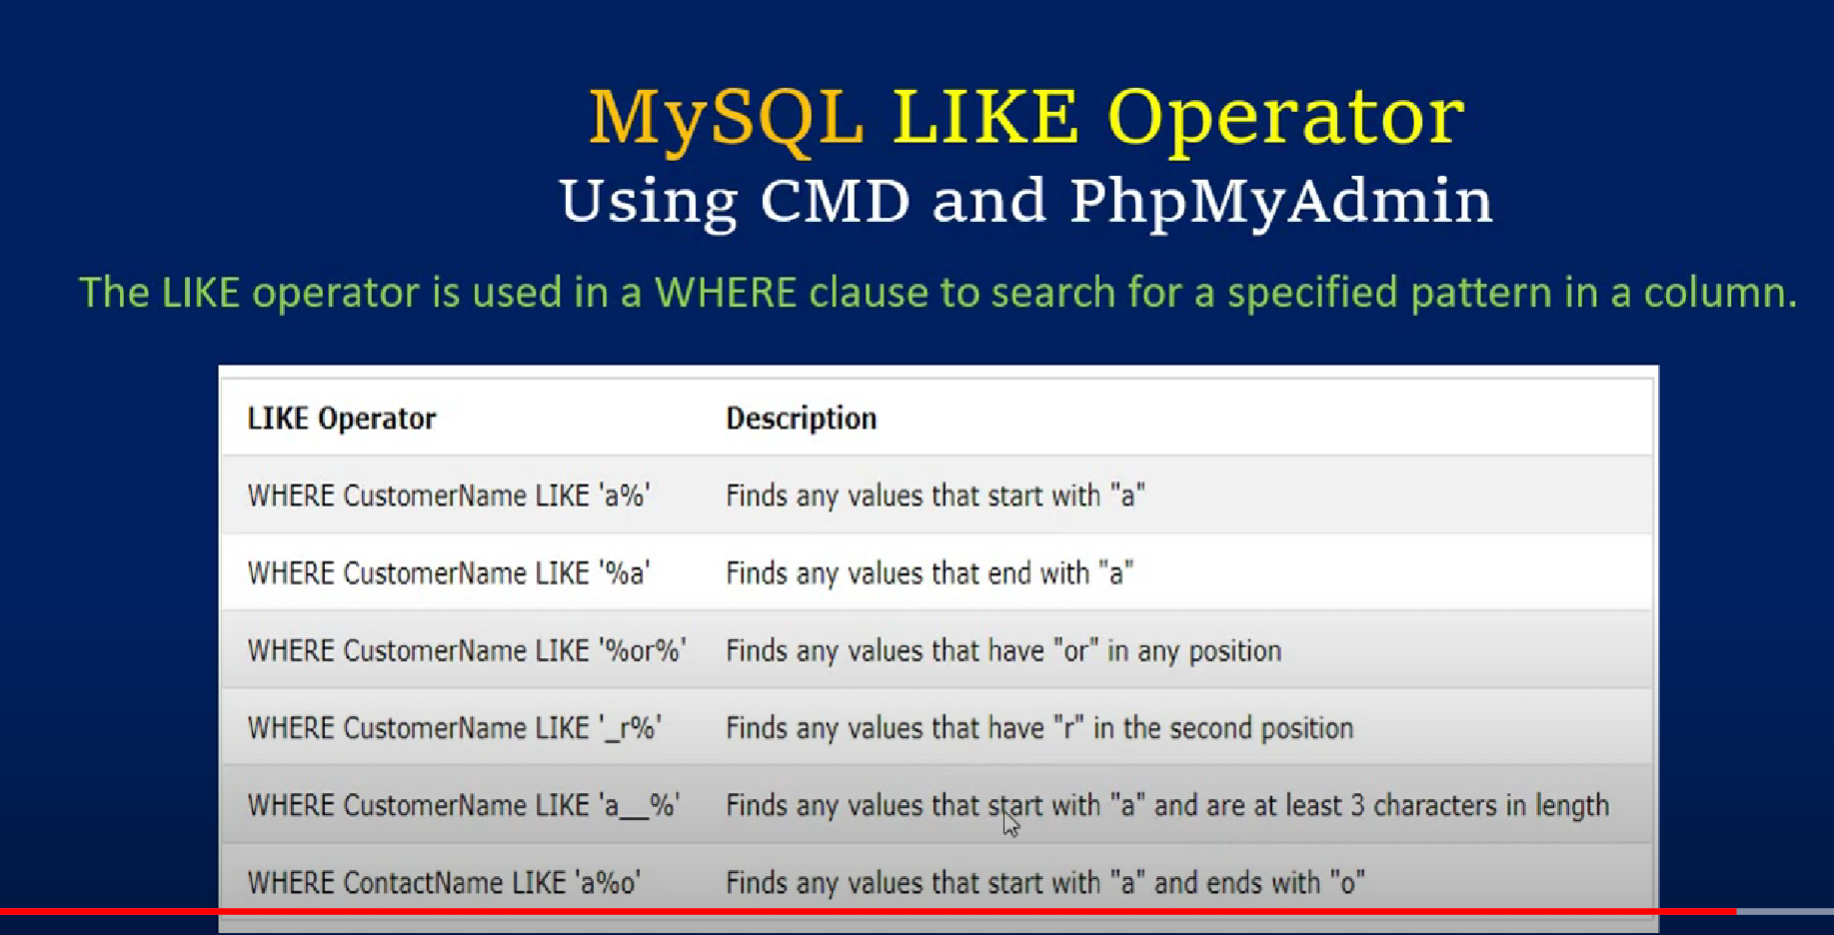 MySQL LIKE Operator
Using CMD and PhpMyAdmin
The LIKE operator is used in a WHERE clause to search for a specified pattern in a column.
LIKE Operator Description
WHERE CustomerName LIKE 'a%' Finds any values that start with "a"
WHERE CustomerName LIKE '%a' Finds any values that end with "a"
WHERE CustomerName LIKE '%or%' Finds any values that have "or" in any position
WHERE CustomerName LIKE '_r%' Finds any values that have "r" in the second position
WHERE CustomerName LIKE 'a__%' Finds any values that start with "a" and are at least 3 characters in length
WHERE ContactName LIKE 'a%o' Finds any values that start with "a" and ends with "o"